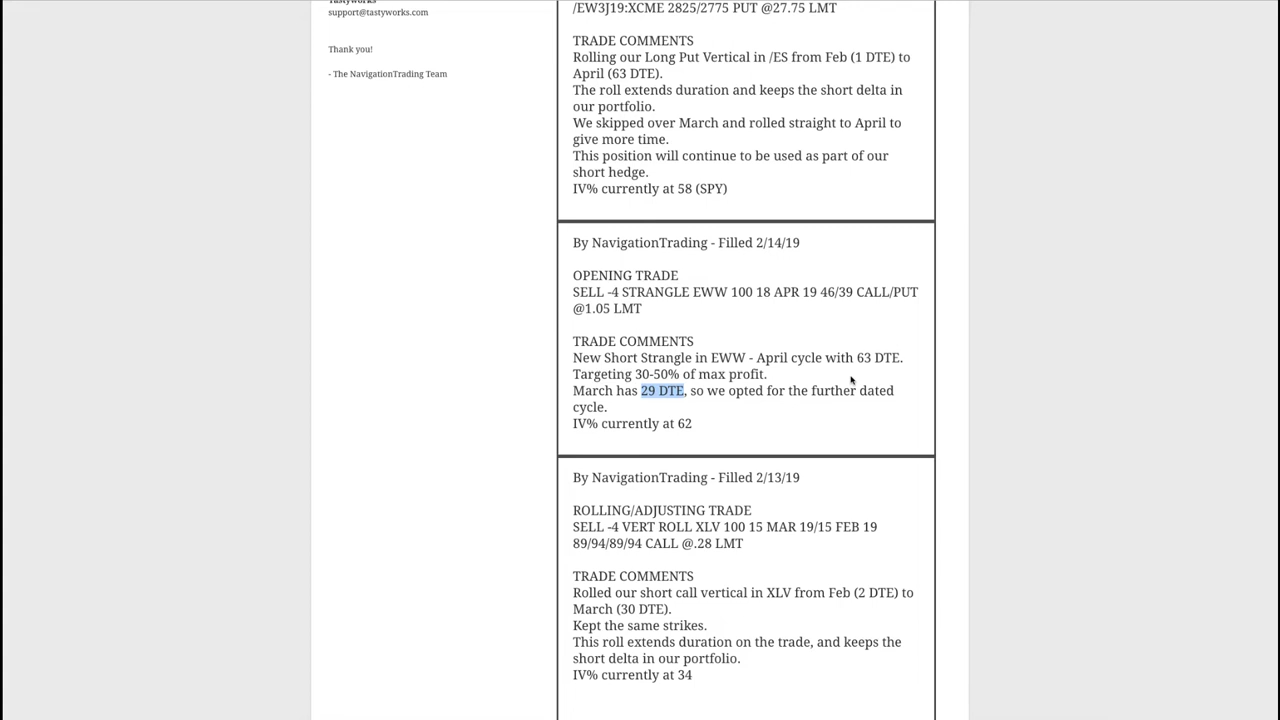 Tastyworks
support@tastyworks.com
Thank you!
- The NavigationTrading Team
/EW3J19:XCME 2825/2775 PUT @27.75 LMT
TRADE COMMENTS
Rolling our Long Put Vertical in /ES from Feb (1 DTE) to
April (63 DTE).
The roll extends duration and keeps the short delta in
our portfolio.
We skipped over March and rolled straight to April to
give more time.
This position will continue to be used as part of our
short hedge.
IV% currently at 58 (SPY)
By NavigationTrading - Filled 2/14/19
OPENING TRADE
SELL -4 STRANGLE EWW 100 18 APR 19 46/39 CALL/PUT
@1.05 LMT
TRADE COMMENTS
New Short Strangle in EWW - April cycle with 63 DTE.
Targeting 30-50% of max profit.
March has 29 DTE, so we opted for the further dated
cycle.
IV% currently at 62
By NavigationTrading - Filled 2/13/19
ROLLING/ADJUSTING TRADE
SELL -4 VERT ROLL XLV 100 15 MAR 19/15 FEB 19
89/94/89/94 CALL @.28 LMT
TRADE COMMENTS
Rolled our short call vertical in XLV from Feb (2 DTE) to
March (30 DTE).
Kept the same strikes.
This roll extends duration on the trade, and keeps the
short delta in our portfolio.
IV% currently at 34